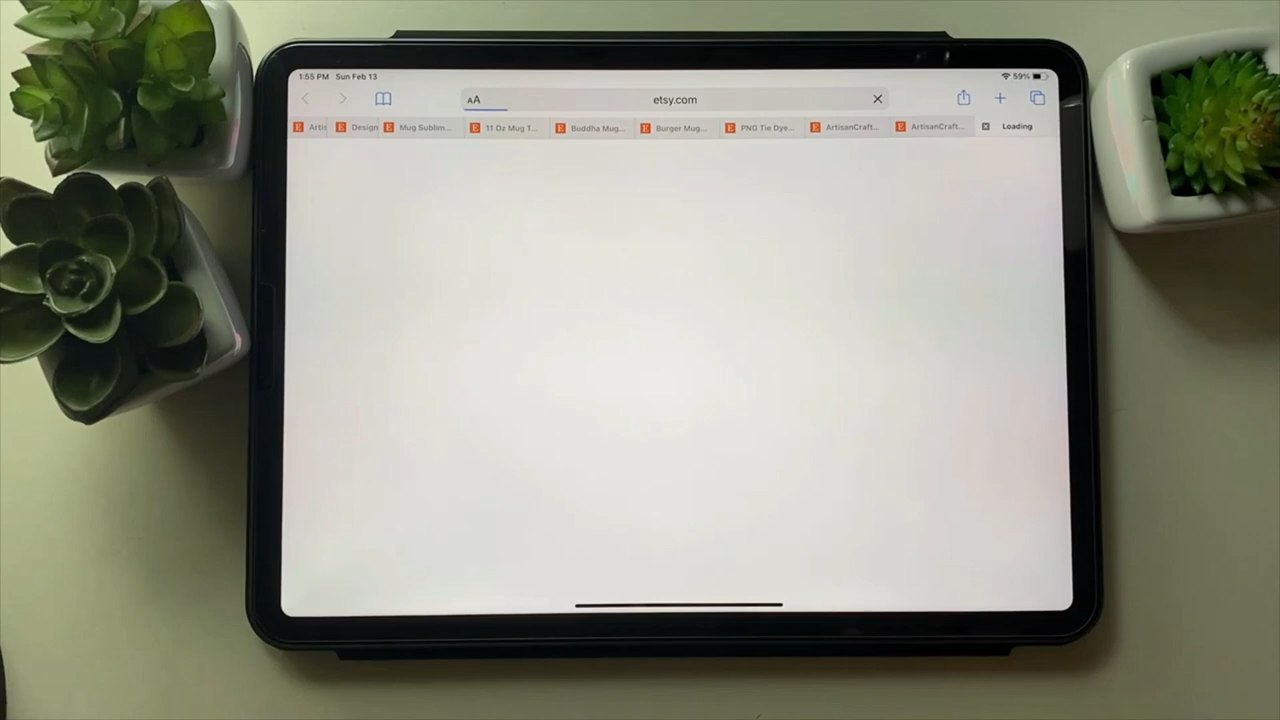 1:55 PM Sun Feb 13 59%
AA etsy.com
Artis Design Mug Sublim... 11 Oz Mug T... Buddha Mug... Burger Mug... PNG Tie Dye... ArtisanCraft... ArtisanCraft... Loading